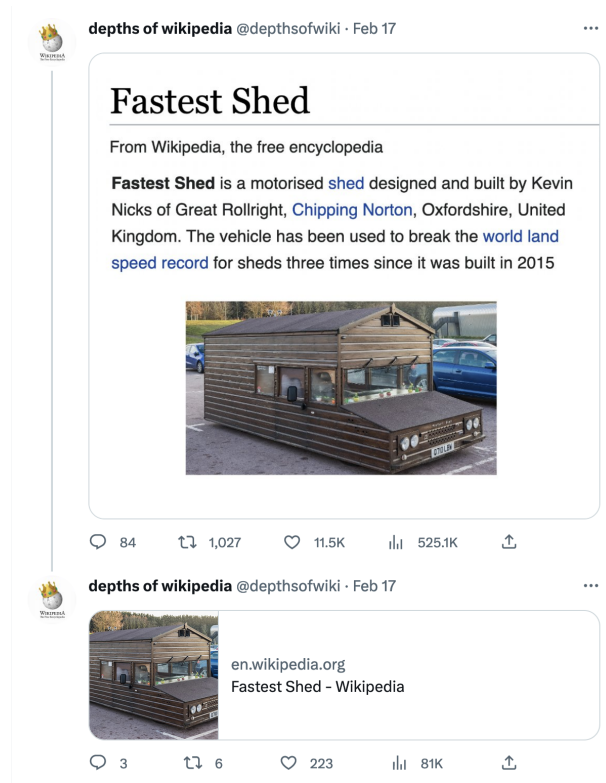 depths of wikipedia @depthsofwiki · Feb 17
WIKIPEDIA
Fastest Shed
From Wikipedia, the free encyclopedia
Fastest Shed is a motorised shed designed and built by Kevin
Nicks of Great Rollright, Chipping Norton, Oxfordshire, United
Kingdom. The vehicle has been used to break the world land
speed record for sheds three times since it was built in 2015
84 1,027 11.5K 525.1K
depths of wikipedia @depthsofwiki · Feb 17
WIKIPEDIA
en.wikipedia.org
Fastest Shed - Wikipedia
3 6 223 81K